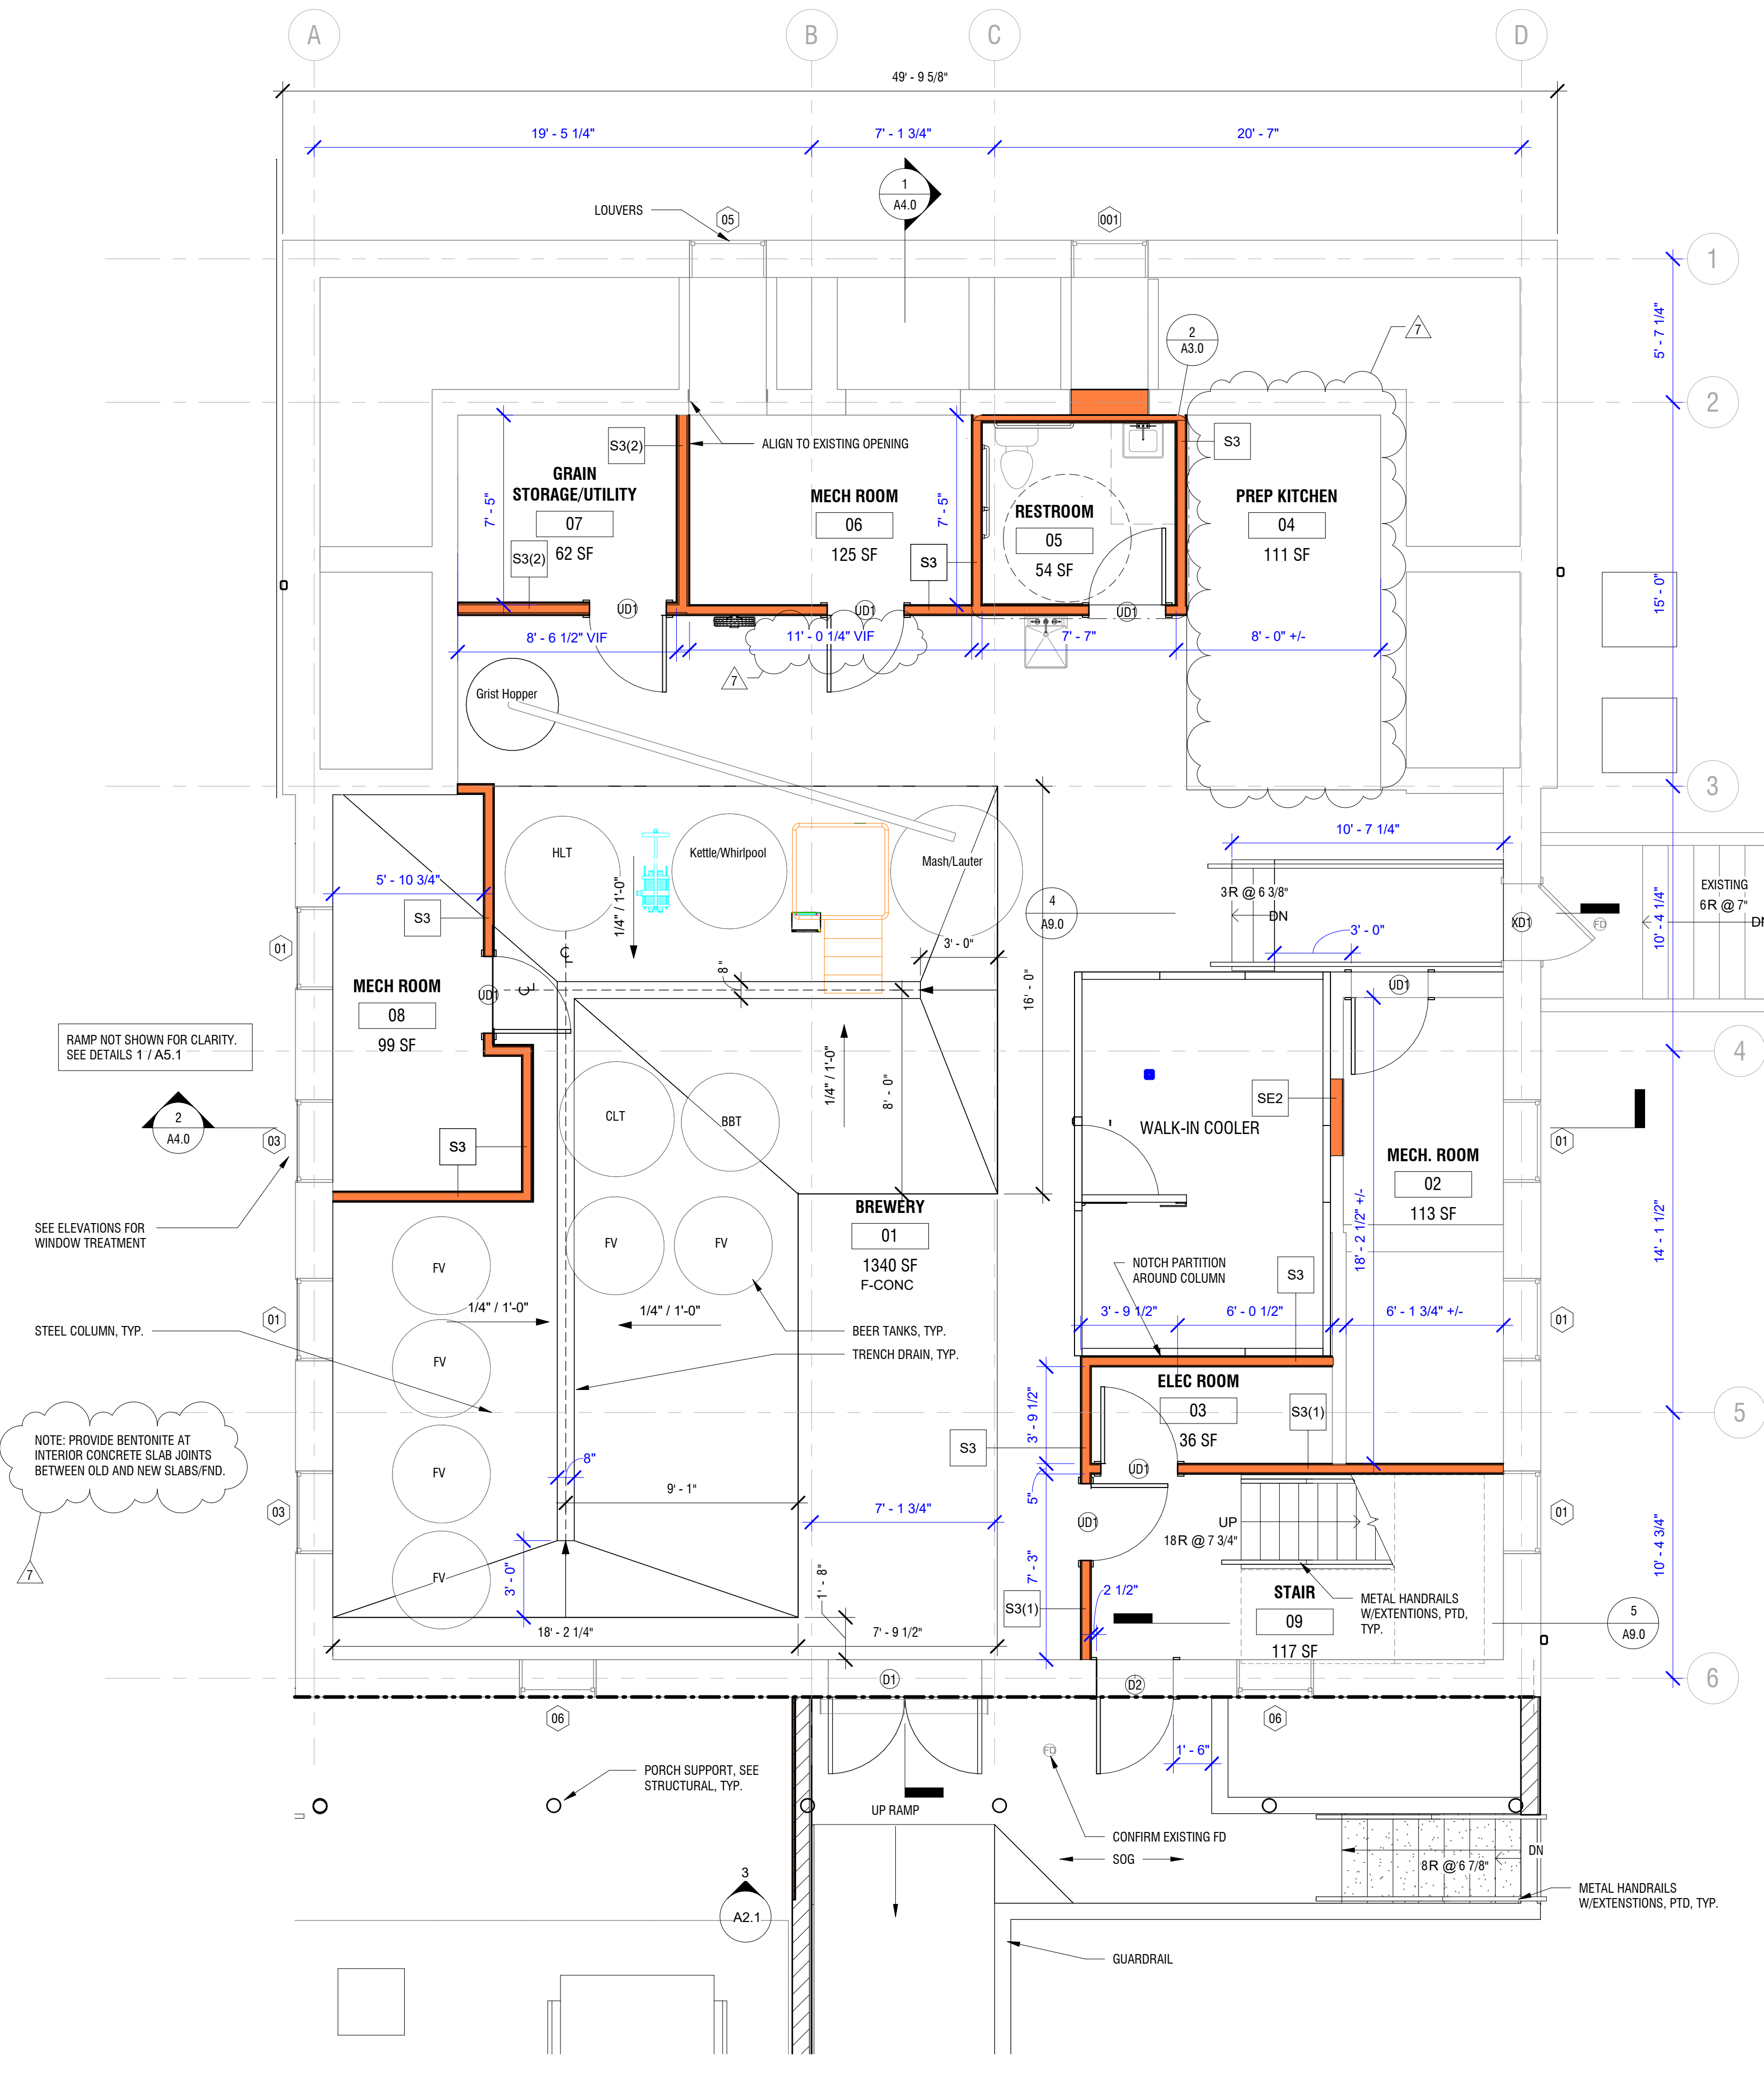 A
B
C
D
49' - 9 5/8"
19' - 5 1/4"
7' - 1 3/4"
20' - 7"
1
A4.0
LOUVERS
05
001
1
5' - 7 1/4"
2
A3.0
7
2
ALIGN TO EXISTING OPENING
S3(2)
S3
GRAIN
STORAGE/UTILITY
07
62 SF
7' - 5"
S3(2)
MECH ROOM
06
125 SF
7' - 5"
S3
RESTROOM
05
54 SF
PREP KITCHEN
04
111 SF
15' - 0"
UD1
UD1
UD1
8' - 6 1/2" VIF
11' - 0 1/4" VIF
7' - 7"
8' - 0" +/-
7
Grist Hopper
3
HLT
Kettle/Whirlpool
Mash/Lauter
10' - 7 1/4"
5' - 10 3/4"
S3
1/4" / 1'-0"
4
A9.0
3R @ 6 3/8"
DN
EXISTING
6R @ 7"
DN
XD1
FD
01
3' - 0"
3' - 0"
10' - 4 1/4"
8"
16' - 0"
MECH ROOM
08
99 SF
UD1
UD1
RAMP NOT SHOWN FOR CLARITY.
SEE DETAILS 1 / A5.1
4
1/4" / 1'-0"
8' - 0"
2
A4.0
03
CLT
BBT
SE2
WALK-IN COOLER
01
S3
MECH. ROOM
02
113 SF
18' - 2 1/2" +/-
SEE ELEVATIONS FOR
WINDOW TREATMENT
BREWERY
01
1340 SF
F-CONC
FV
FV
FV
14' - 1 1/2"
NOTCH PARTITION
AROUND COLUMN
S3
1/4" / 1'-0"
1/4" / 1'-0"
3' - 9 1/2"
6' - 0 1/2"
6' - 1 3/4" +/-
01
01
STEEL COLUMN, TYP.
BEER TANKS, TYP.
TRENCH DRAIN, TYP.
FV
ELEC ROOM
03
36 SF
S3(1)
3' - 9 1/2"
5
NOTE: PROVIDE BENTONITE AT
INTERIOR CONCRETE SLAB JOINTS
BETWEEN OLD AND NEW SLABS/FND.
S3
FV
8"
UD1
9' - 1"
5"
7' - 1 3/4"
03
01
UD1
UP
18R @ 7 3/4"
7
FV
3' - 0"
1' - 8"
7' - 3"
10' - 4 3/4"
2 1/2"
STAIR
09
117 SF
S3(1)
METAL HANDRAILS
W/EXTENTIONS, PTD,
TYP.
5
A9.0
18' - 2 1/4"
7' - 9 1/2"
D1
D2
6
06
06
FD
1' - 6"
PORCH SUPPORT, SEE
STRUCTURAL, TYP.
UP RAMP
CONFIRM EXISTING FD
SOG
DN
8R @ 6 7/8"
3
A2.1
METAL HANDRAILS
W/EXTENSTIONS, PTD, TYP.
GUARDRAIL